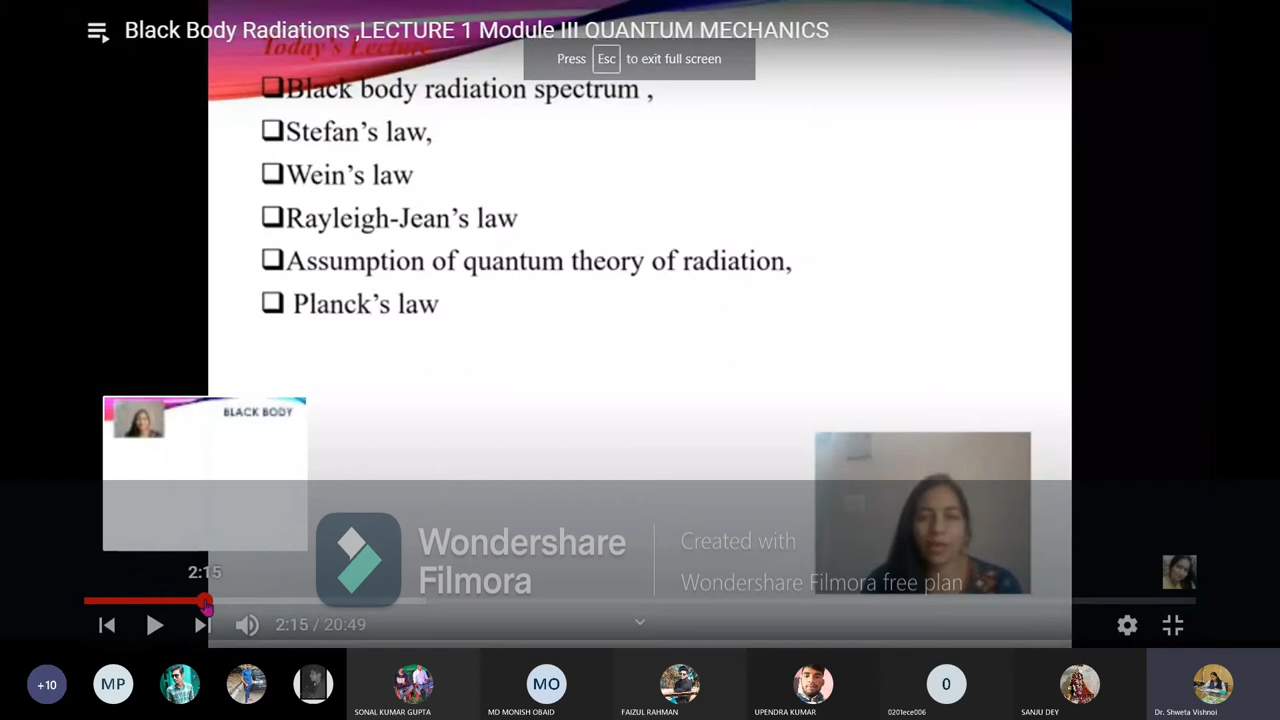 Black Body Radiations ,LECTURE 1 Module III QUANTUM MECHANICS
Today's Lecture
Press Esc to exit full screen
❑Black body radiation spectrum ,
❑Stefan's law,
❑Wein's law
❑Rayleigh-Jean's law
❑Assumption of quantum theory of radiation,
❑ Planck's law
BLACK BODY
Wondershare
Filmora
Created with
Wondershare Filmora free plan
2:15
2:15 / 20:49
+10
MP
SONAL KUMAR GUPTA
MO
MD MONISH OBAID
FAIZUL RAHMAN
UPENDRA KUMAR
0
0201ece006
SANJU DEY
Dr. Shweta Vishnoi